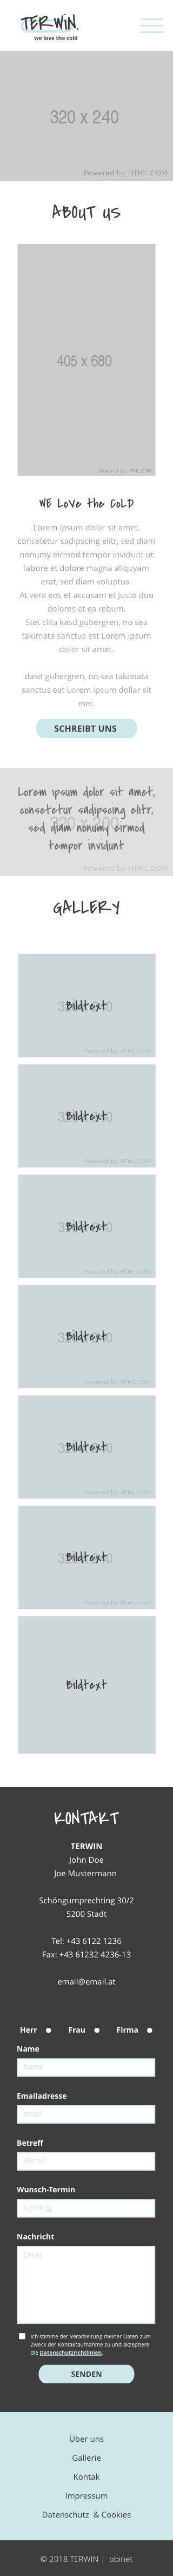 TERWIN.
we love the cold
320 x 240
Powered by HTML.COM
ABOUT US
405 x 680
Powered by HTML.COM
WE LoVe the CoLD
Lorem ipsum dolor sit amet,
consetetur sadipscing elitr, sed diam
nonumy eirmod tempor invidunt ut
labore et dolore magna aliquyam
erat, sed diam voluptua.
At vero eos et accusam et justo duo
dolores et ea rebum.
Stet clita kasd gubergren, no sea
takimata sanctus est Lorem ipsum
dolor sit amet.
dasd gubergren, no sea takimata
sanctus eat Lorem ipsum dollar sit
met.
SCHREIBT UNS
Lorem ipsum dolor sit amet,
consetetur sadipscing elitr,
sed diam nonumy eirmod
tempor invidunt
320 x 200
Powered by HTML.COM
GALLERY
Bildtext
Powered by HTML.COM
Bildtext
Powered by HTML.COM
Bildtext
Powered by HTML.COM
Bildtext
Powered by HTML.COM
Bildtext
Powered by HTML.COM
Bildtext
Powered by HTML.COM
Bildtext
KONTAKT
TERWIN
John Doe
Joe Mustermann
Schöngumprechting 30/2
5200 Stadt
Tel: +43 6122 1236
Fax: +43 61232 4236-13
email@email.at
Herr Frau Firma
Name
Name
Emailadresse
Email
Betreff
Betreff
Wunsch-Termin
tt.mm.jjjj
Nachricht
Detail
Ich stimme der Verarbeitung meiner Daten zum
Zweck der Kontaktaufnahme zu und akzeptiere
die Datenschutzrichtlinien.
SENDEN
Über uns
Gallerie
Kontak
Impressum
Datenschutz & Cookies
© 2018 TERWIN | obinet